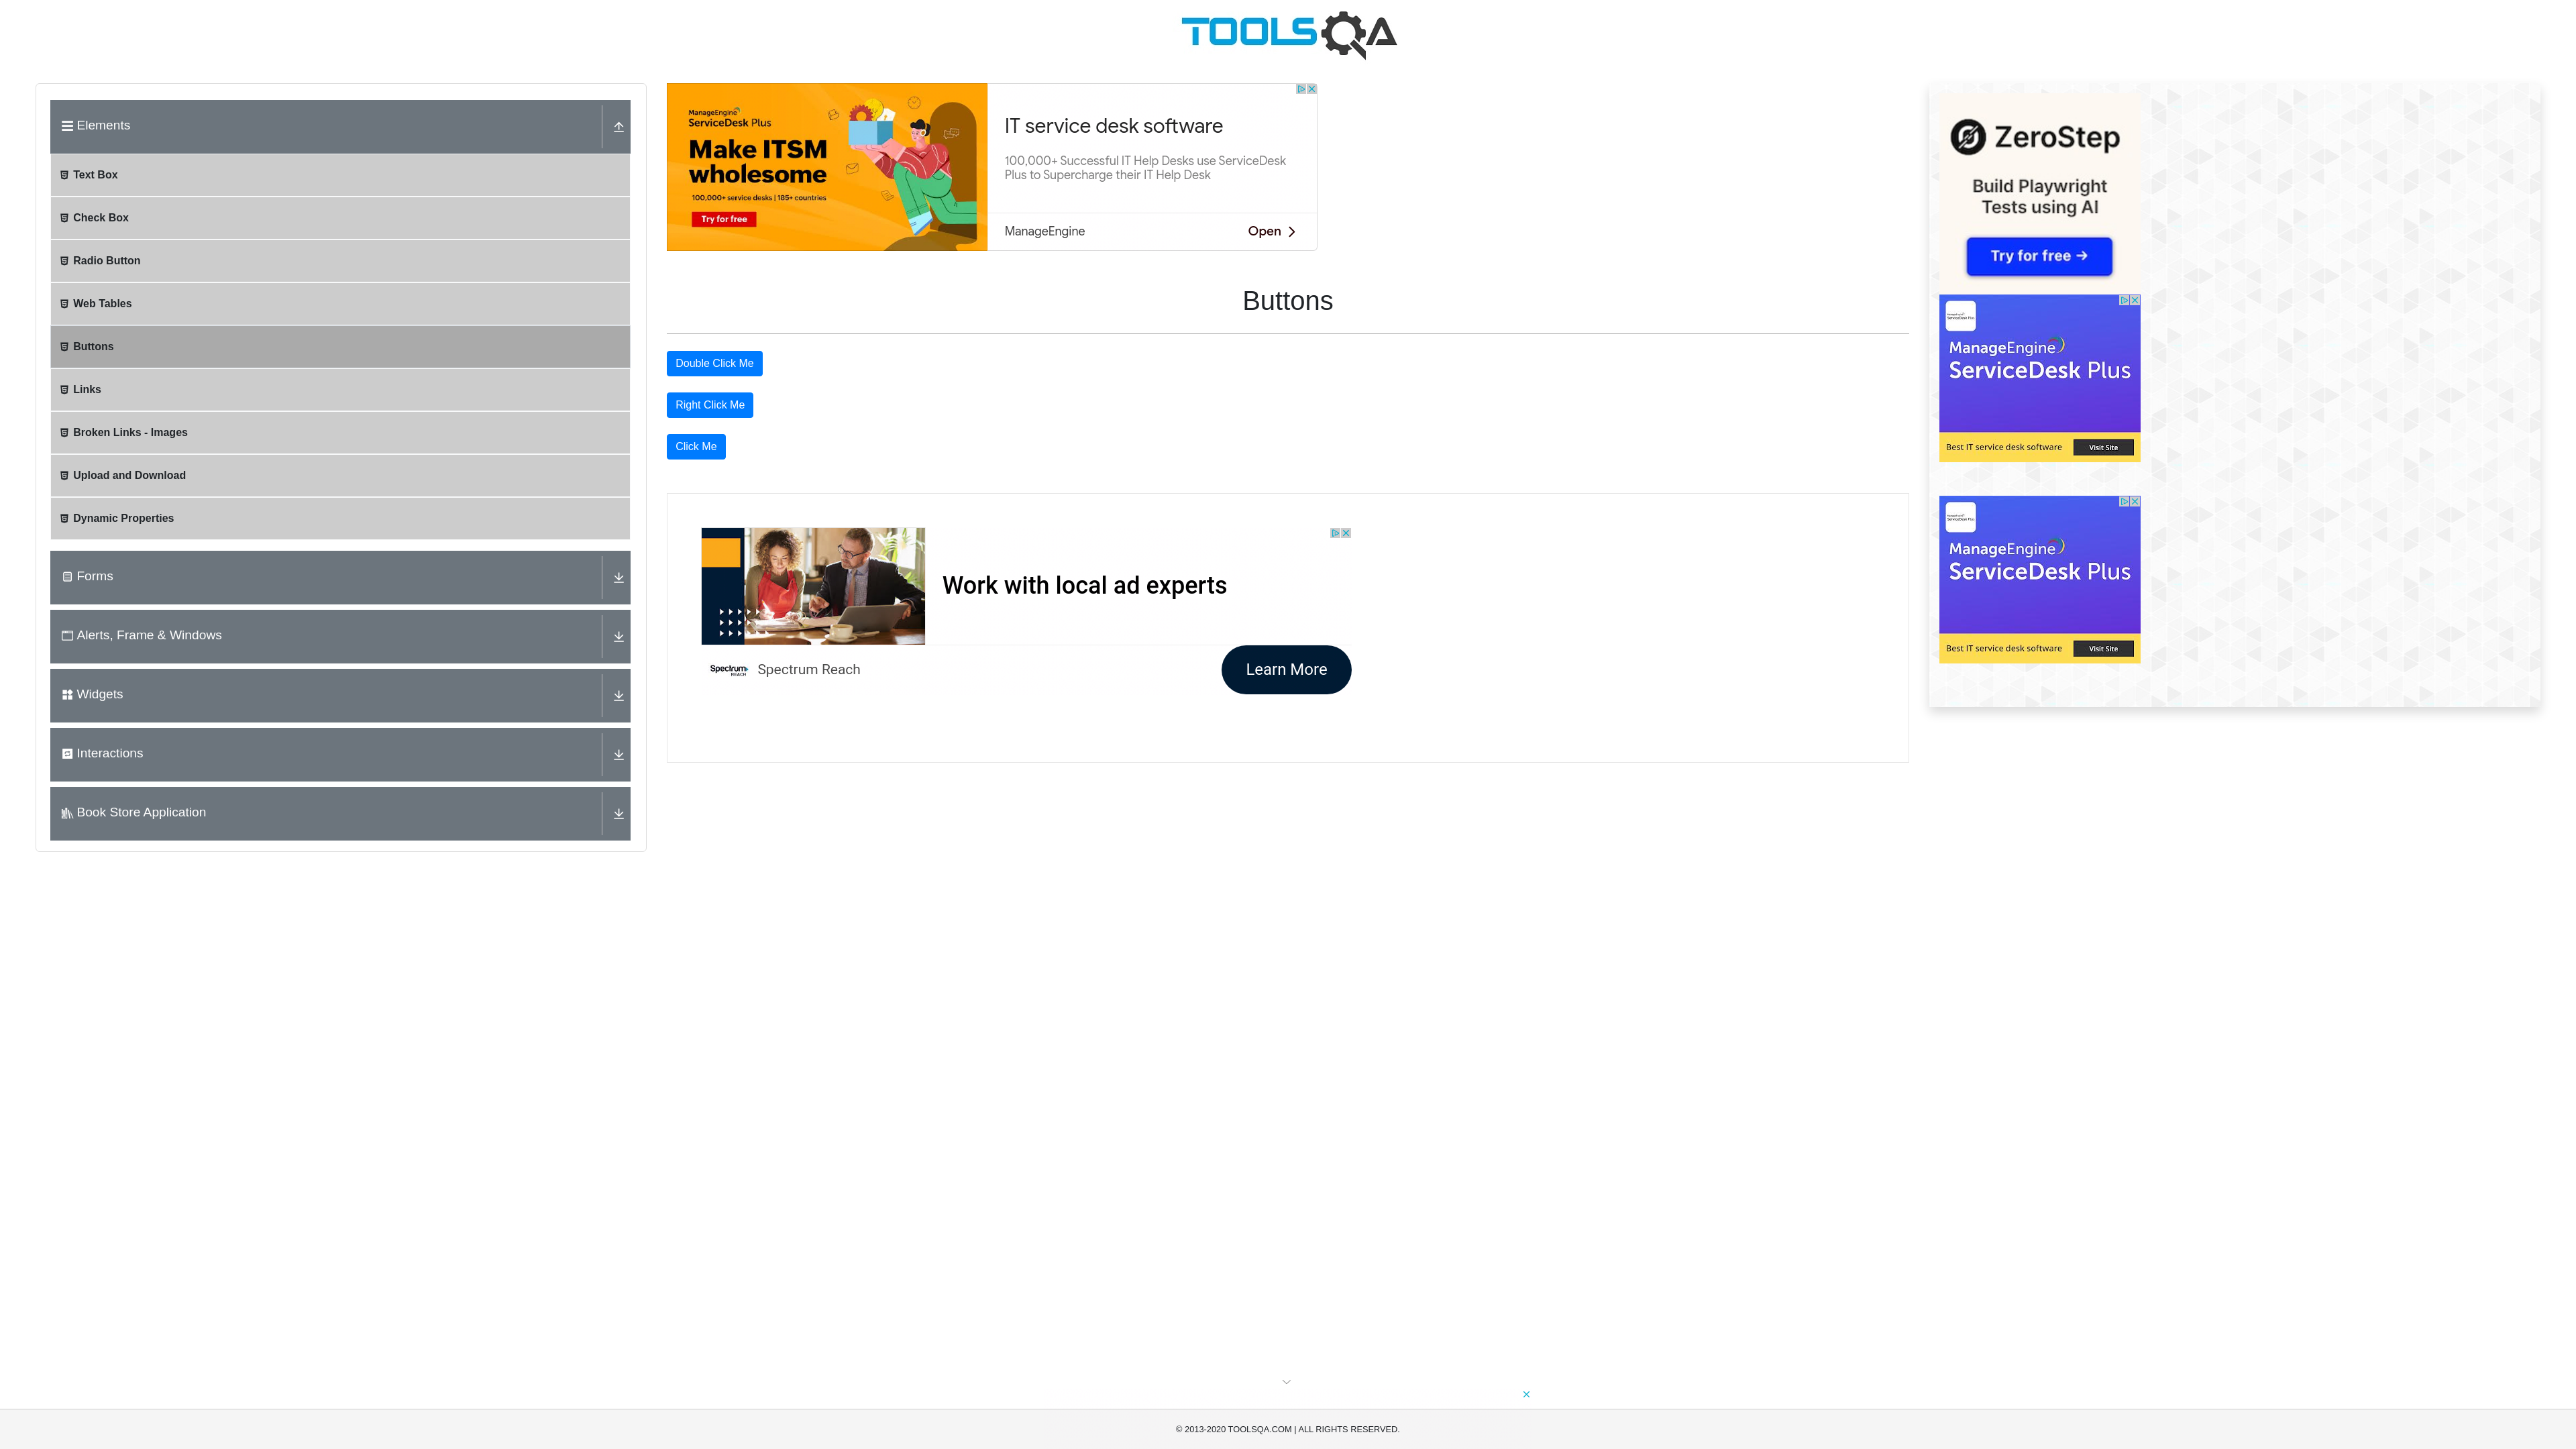 TOOLSQA
Elements
Text Box
Check Box
Radio Button
Web Tables
Buttons
Links
Broken Links - Images
Upload and Download
Dynamic Properties
Forms
Alerts, Frame & Windows
Widgets
Interactions
Book Store Application
ManageEngine
ServiceDesk Plus
Make ITSM
wholesome
100,000+ service desks | 185+ countries
Try for free
IT service desk software
100,000+ Successful IT Help Desks use ServiceDesk
Plus to Supercharge their IT Help Desk
ManageEngine
Open
Buttons
Double Click Me
Right Click Me
Click Me
Work with local ad experts
Spectrum
REACH
Spectrum Reach
Learn More
ZeroStep
Build Playwright
Tests using AI
Try for free →
ManageEngine
ServiceDesk Plus
Best IT service desk software
Visit Site
ManageEngine
ServiceDesk Plus
Best IT service desk software
Visit Site
© 2013-2020 TOOLSQA.COM | ALL RIGHTS RESERVED.